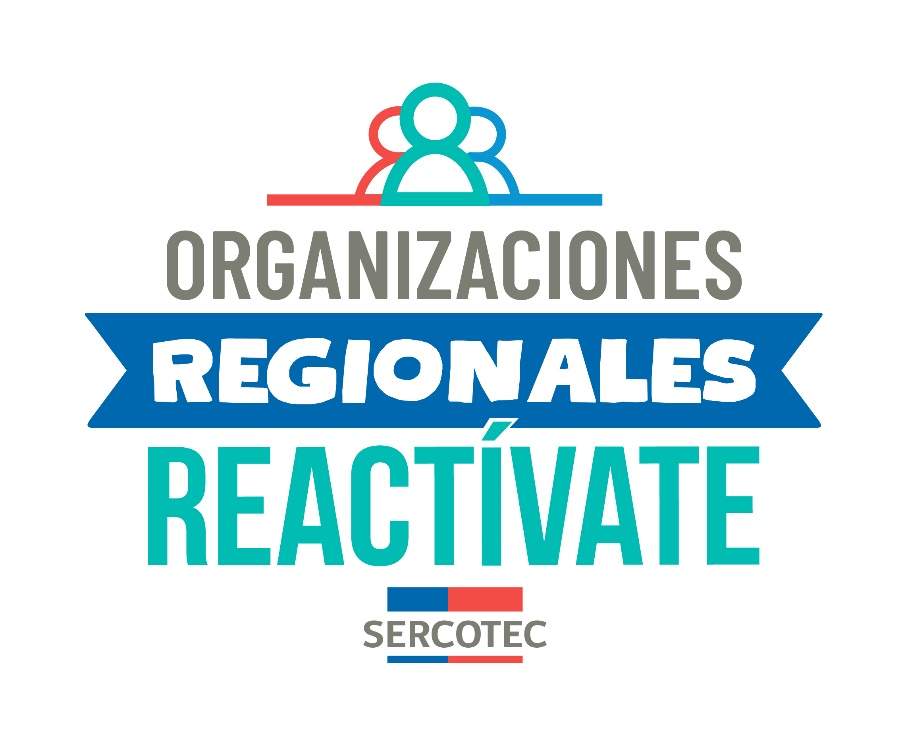 ORGANIZACIONES
REGIONALES
REACTÍVATE
SERCOTEC